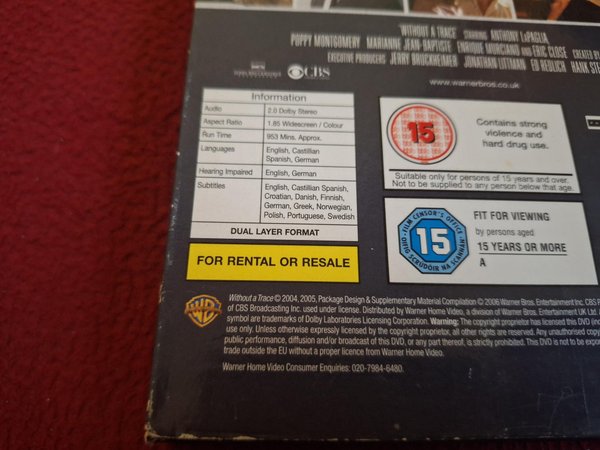 'WITHOUT A TRACE' STARRING ANTHONY LaPAGLIA
POPPY MONTGOMERY MARIANNE JEAN-BAPTISTE ENRIQUE MURCIANO and ERIC CLOSE CREATED BY
EXECUTIVE PRODUCERS JERRY BRUCKHEIMER JONATHAN LITTMAN ED REDLICH HANK
CBS
www.warnerbros.co.uk
Information
Audio 2.0 Dolby Stereo
Aspect Ratio 1.85 Widescreen / Colour
Run Time 953 Mins. Approx.
Languages English, Castillian
Spanish, German
Hearing Impaired English, German
Subtitles English, Castillian Spanish,
Croatian, Danish, Finnish,
German, Greek, Norwegian,
Polish, Portuguese, Swedish
DUAL LAYER FORMAT
FOR RENTAL OR RESALE
15
Contains strong
violence and
hard drug use.
Suitable only for persons of 15 years and over.
Not to be supplied to any person below that age.
FILM CENSOR'S OFFICE
15
OIFIG SCRÚDÓIR NA SCANNÁN
FIT FOR VIEWING
by persons aged
15 YEARS OR MORE
A
WB
Without a Trace © 2004, 2005, Package Design & Supplementary Material Compilation © 2006 Warner Bros. Entertainment Inc. CBS
of CBS Broadcasting Inc. used under license. Distributed by Warner Home Video, a division of Warner Bros. Entertainment UK Ltd.
symbol are trademarks of Dolby Laboratories Licensing Corporation. Warning: The copyright proprietor has licensed this DVD
use only. Unless otherwise expressly licensed by the copyright proprietor, all other rights are reserved. Any unauthorised
public performance, diffusion and/or broadcast of this DVD, or any part thereof, is strictly prohibited. This DVD is not to be
trade outside the EU without a proper licence from Warner Home Video.
Warner Home Video Consumer Enquiries: 020-7984-6480.